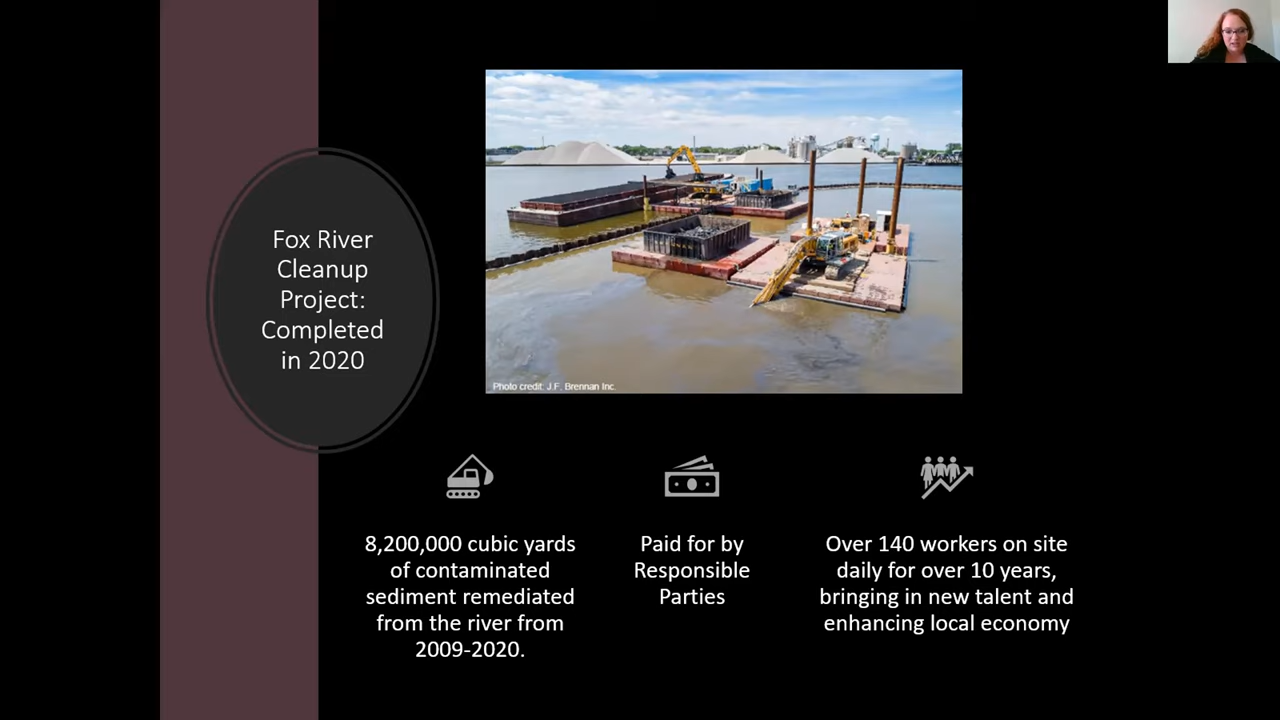 Fox River
Cleanup
Project:
Completed
in 2020
Photo credit: J.F. Brennan Inc.
8,200,000 cubic yards
of contaminated
sediment remediated
from the river from
2009-2020.
Paid for by
Responsible
Parties
Over 140 workers on site
daily for over 10 years,
bringing in new talent and
enhancing local economy